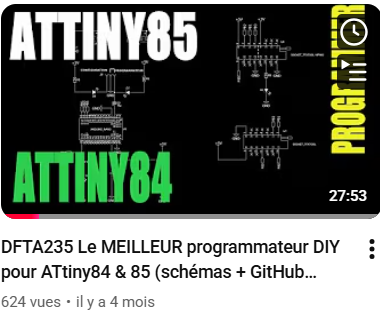 ATTINY85
PROGRAMMER
ATTINY84
27:53
DFTA235 Le MEILLEUR programmateur DIY
pour ATtiny84 & 85 (schémas + GitHub…
624 vues • il y a 4 mois